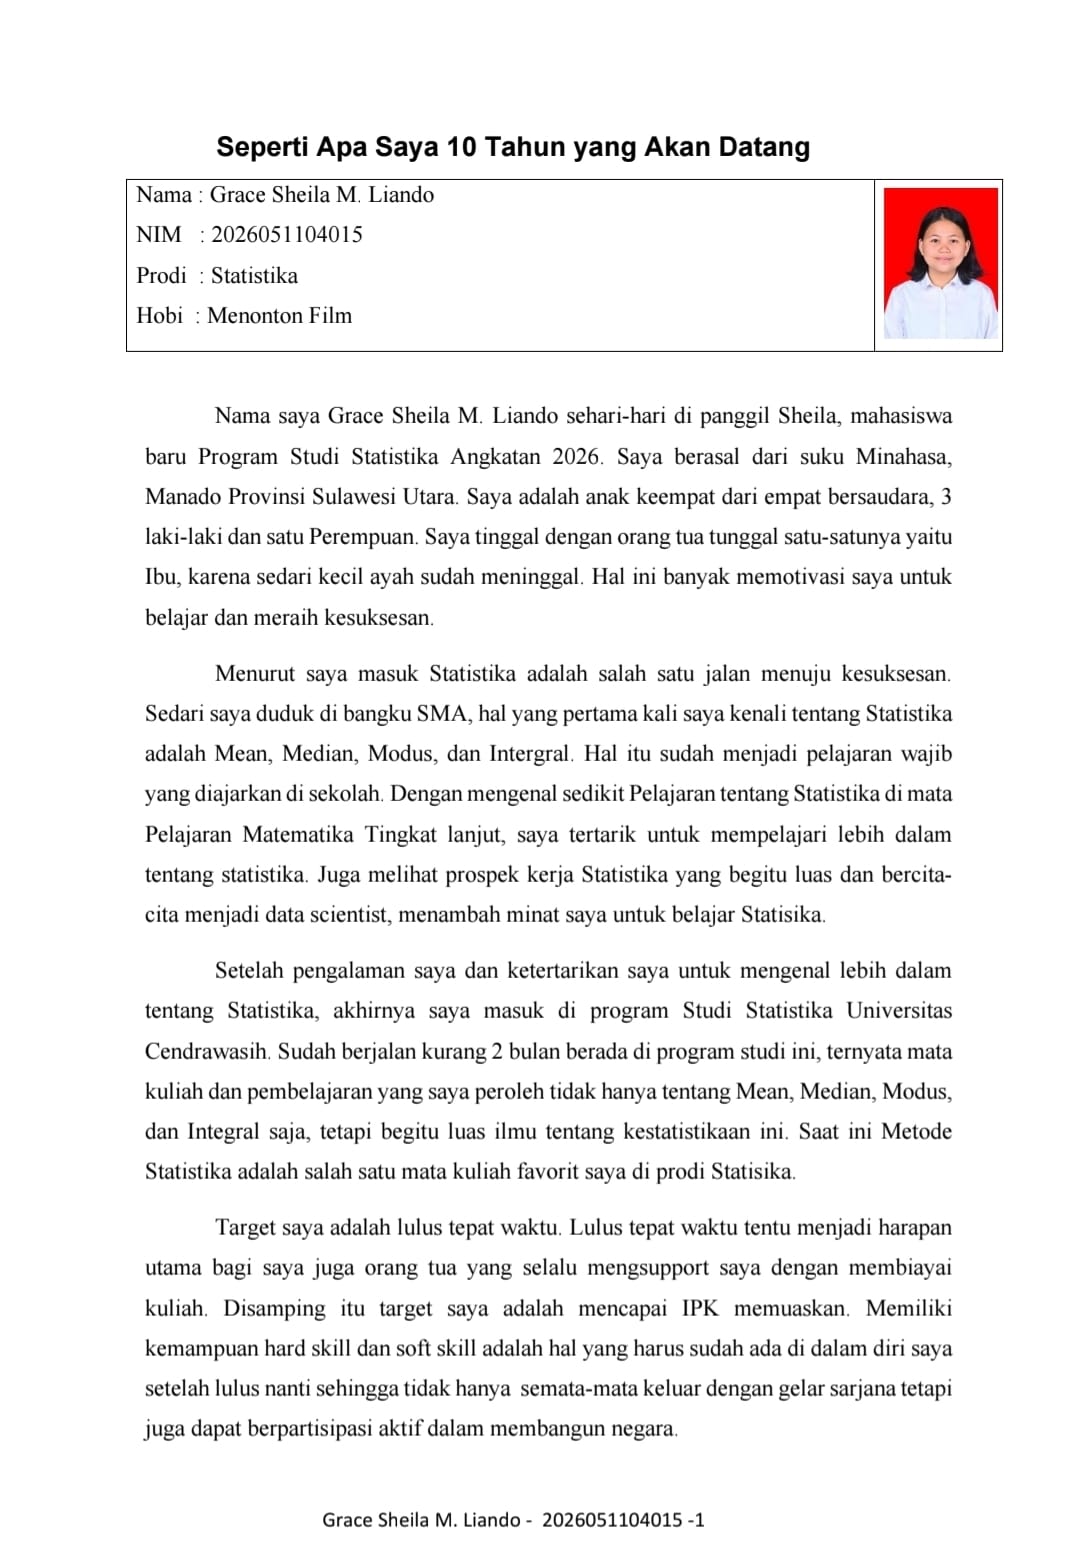 Seperti Apa Saya 10 Tahun yang Akan Datang
Nama : Grace Sheila M. Liando
NIM : 2026051104015
Prodi : Statistika
Hobi : Menonton Film
Nama saya Grace Sheila M. Liando sehari-hari di panggil Sheila, mahasiswa
baru Program Studi Statistika Angkatan 2026. Saya berasal dari suku Minahasa,
Manado Provinsi Sulawesi Utara. Saya adalah anak keempat dari empat bersaudara, 3
laki-laki dan satu Perempuan. Saya tinggal dengan orang tua tunggal satu-satunya yaitu
Ibu, karena sedari kecil ayah sudah meninggal. Hal ini banyak memotivasi saya untuk
belajar dan meraih kesuksesan.
Menurut saya masuk Statistika adalah salah satu jalan menuju kesuksesan.
Sedari saya duduk di bangku SMA, hal yang pertama kali saya kenali tentang Statistika
adalah Mean, Median, Modus, dan Intergral. Hal itu sudah menjadi pelajaran wajib
yang diajarkan di sekolah. Dengan mengenal sedikit Pelajaran tentang Statistika di mata
Pelajaran Matematika Tingkat lanjut, saya tertarik untuk mempelajari lebih dalam
tentang statistika. Juga melihat prospek kerja Statistika yang begitu luas dan bercita-
cita menjadi data scientist, menambah minat saya untuk belajar Statisika.
Setelah pengalaman saya dan ketertarikan saya untuk mengenal lebih dalam
tentang Statistika, akhirnya saya masuk di program Studi Statistika Universitas
Cendrawasih. Sudah berjalan kurang 2 bulan berada di program studi ini, ternyata mata
kuliah dan pembelajaran yang saya peroleh tidak hanya tentang Mean, Median, Modus,
dan Integral saja, tetapi begitu luas ilmu tentang kestatistikaan ini. Saat ini Metode
Statistika adalah salah satu mata kuliah favorit saya di prodi Statisika.
Target saya adalah lulus tepat waktu. Lulus tepat waktu tentu menjadi harapan
utama bagi saya juga orang tua yang selalu mengsupport saya dengan membiayai
kuliah. Disamping itu target saya adalah mencapai IPK memuaskan. Memiliki
kemampuan hard skill dan soft skill adalah hal yang harus sudah ada di dalam diri saya
setelah lulus nanti sehingga tidak hanya semata-mata keluar dengan gelar sarjana tetapi
juga dapat berpartisipasi aktif dalam membangun negara.
Grace Sheila M. Liando - 2026051104015 -1